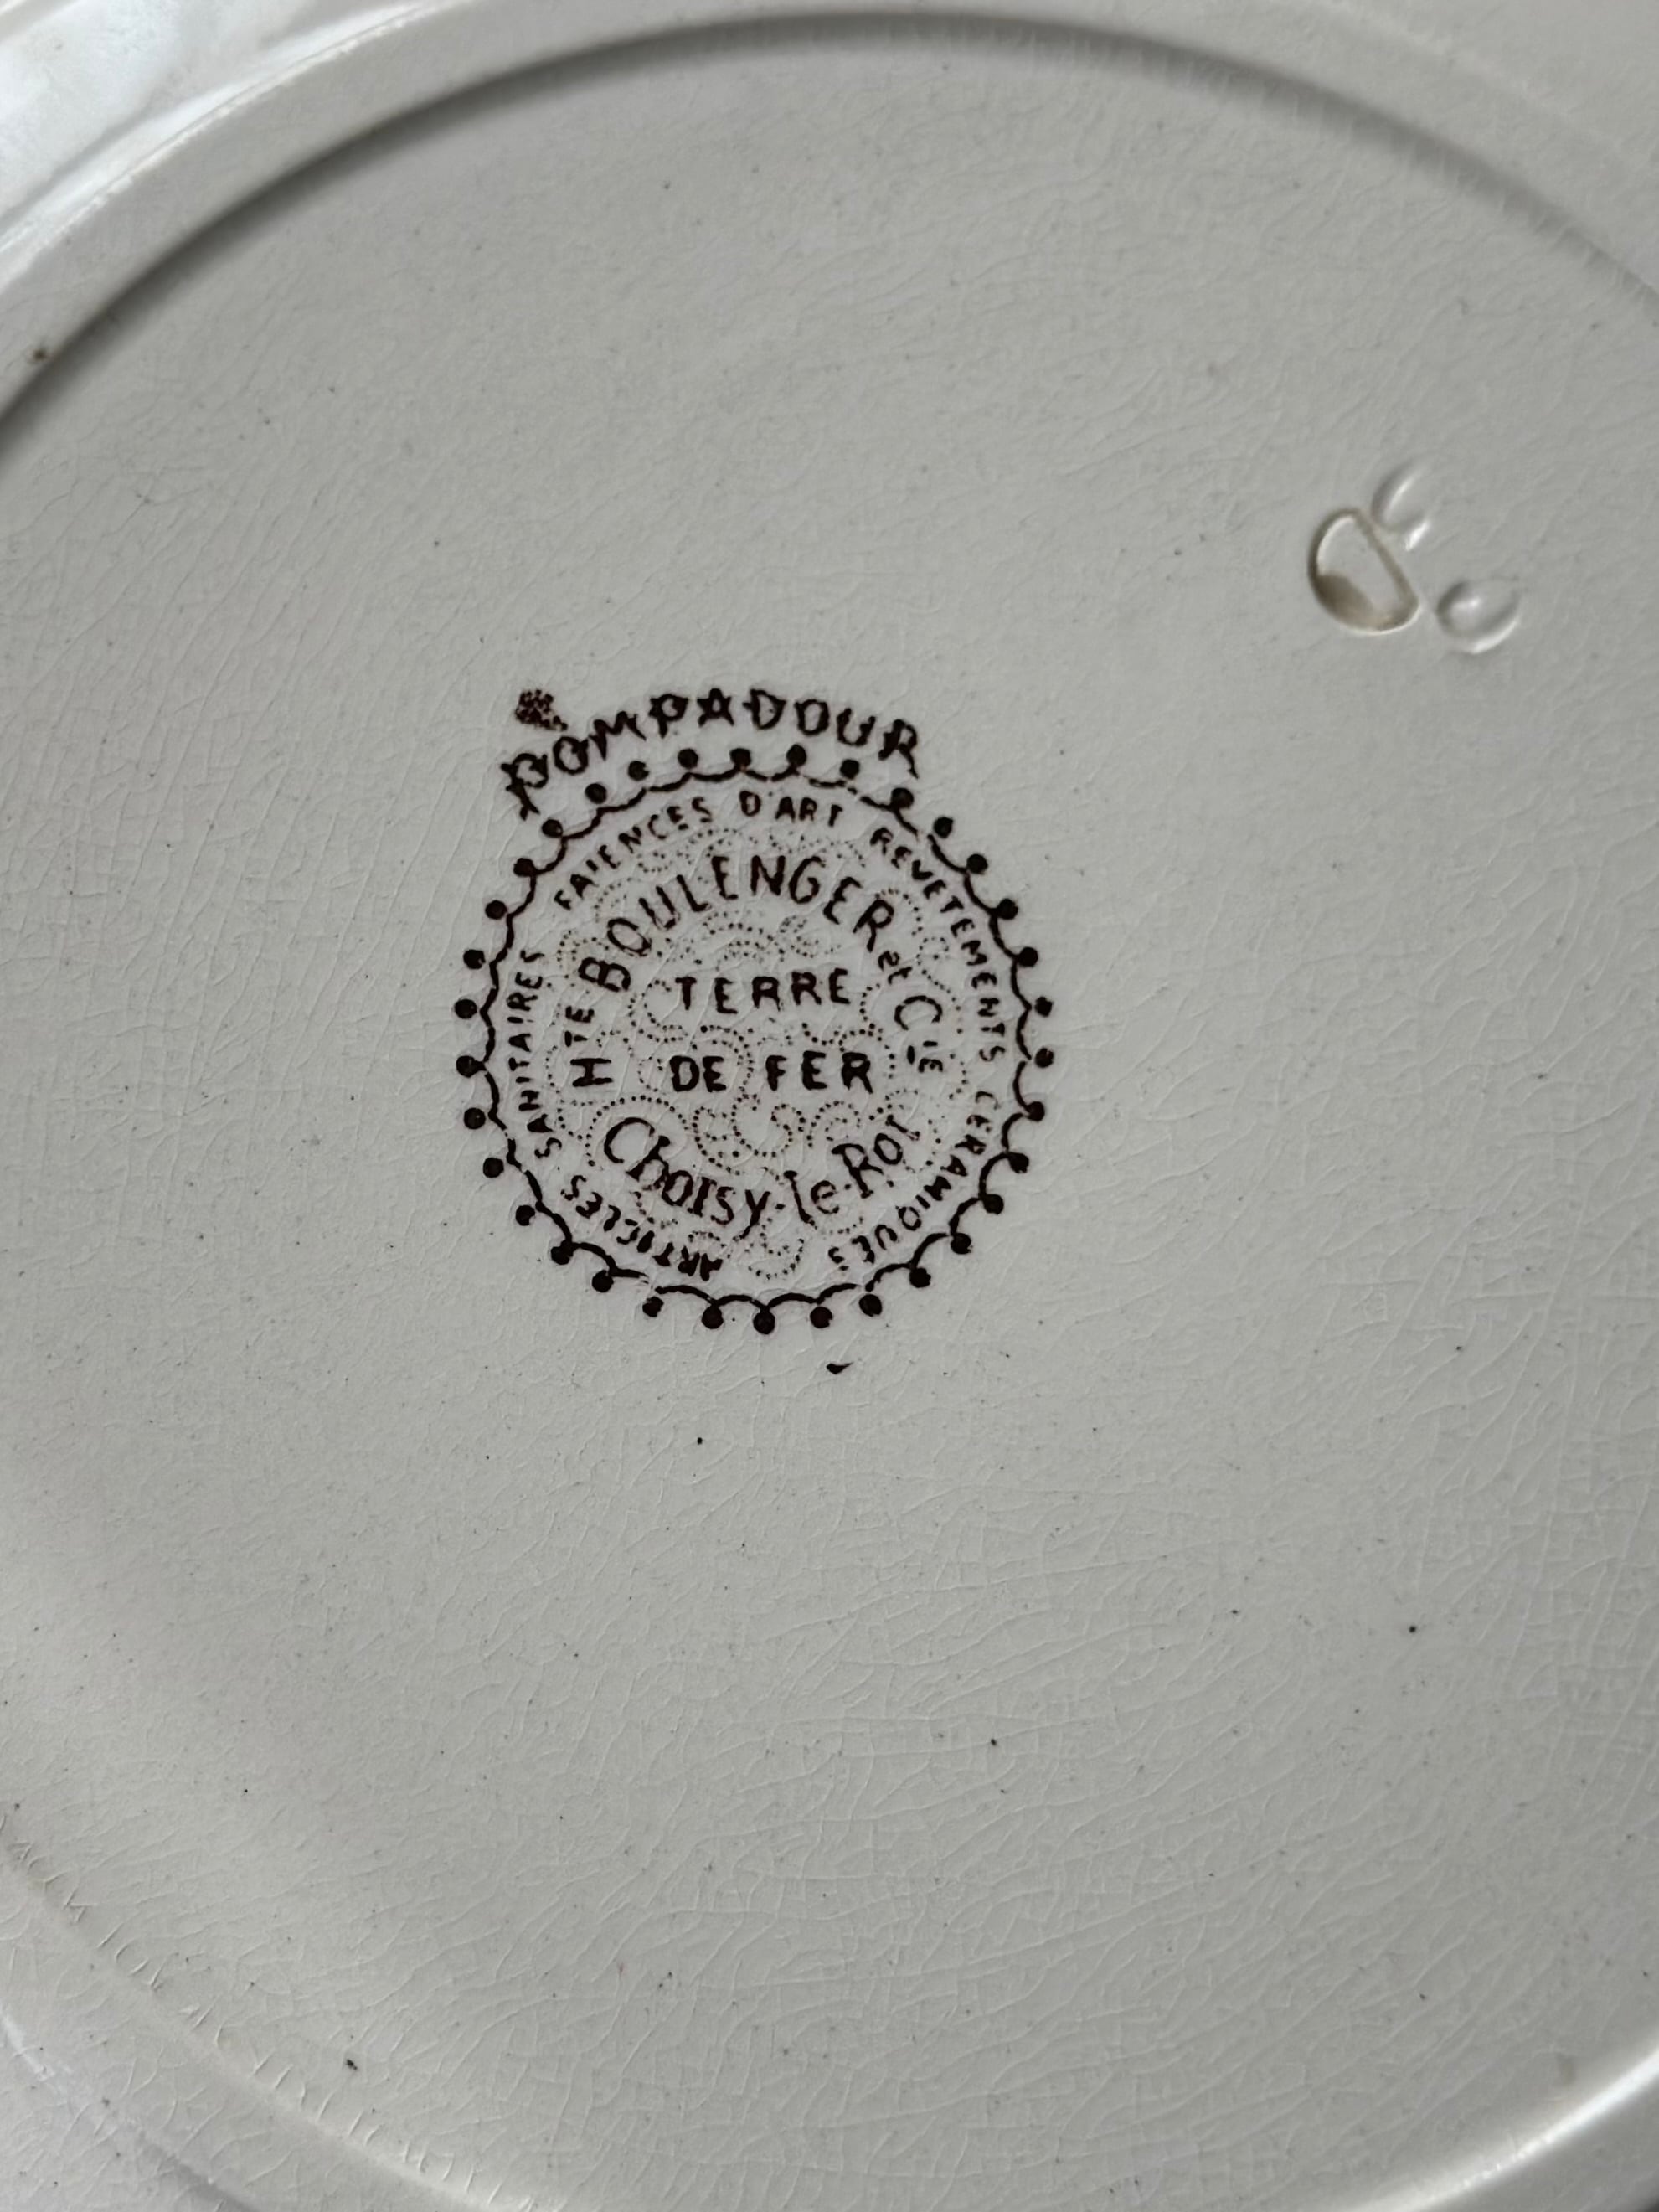 POMPADOUR
FAIENCES D'ART REVETEMENTS CERAMIQUES ARTICLES SANITAIRES
HTE BOULENGER et CIE
TERRE
DE FER
Choisy-le-Roi